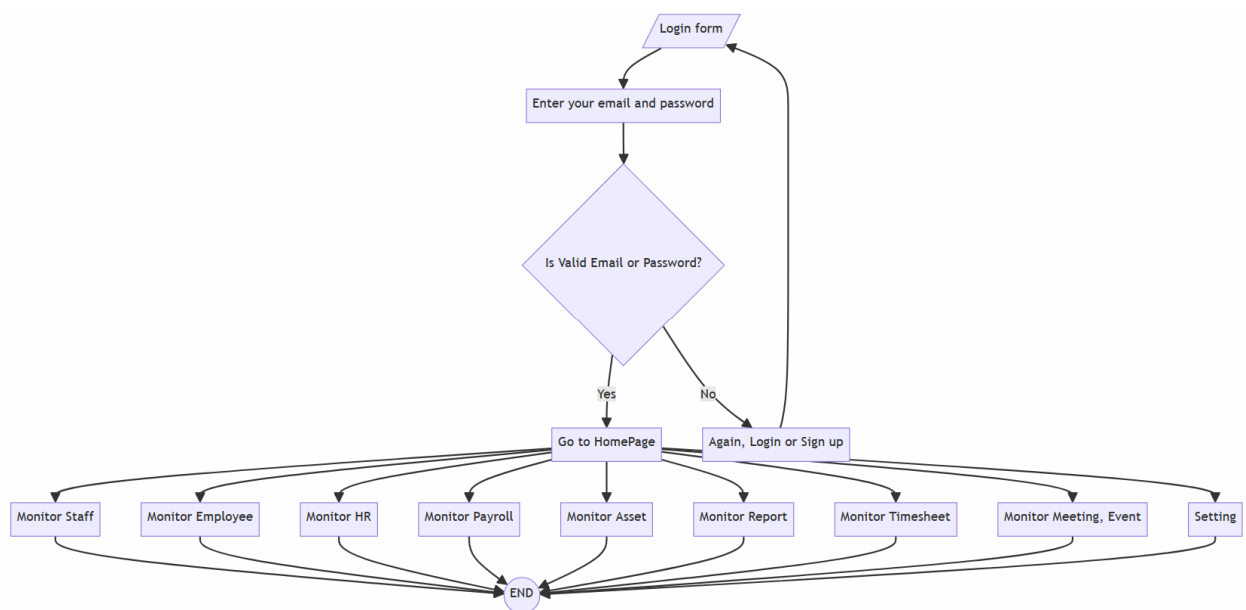 Login form
Enter your email and password
Is Valid Email or Password?
Yes
No
Go to HomePage
Again, Login or Sign up
Monitor Staff
Monitor Employee
Monitor HR
Monitor Payroll
Monitor Asset
Monitor Report
Monitor Timesheet
Monitor Meeting, Event
Setting
END